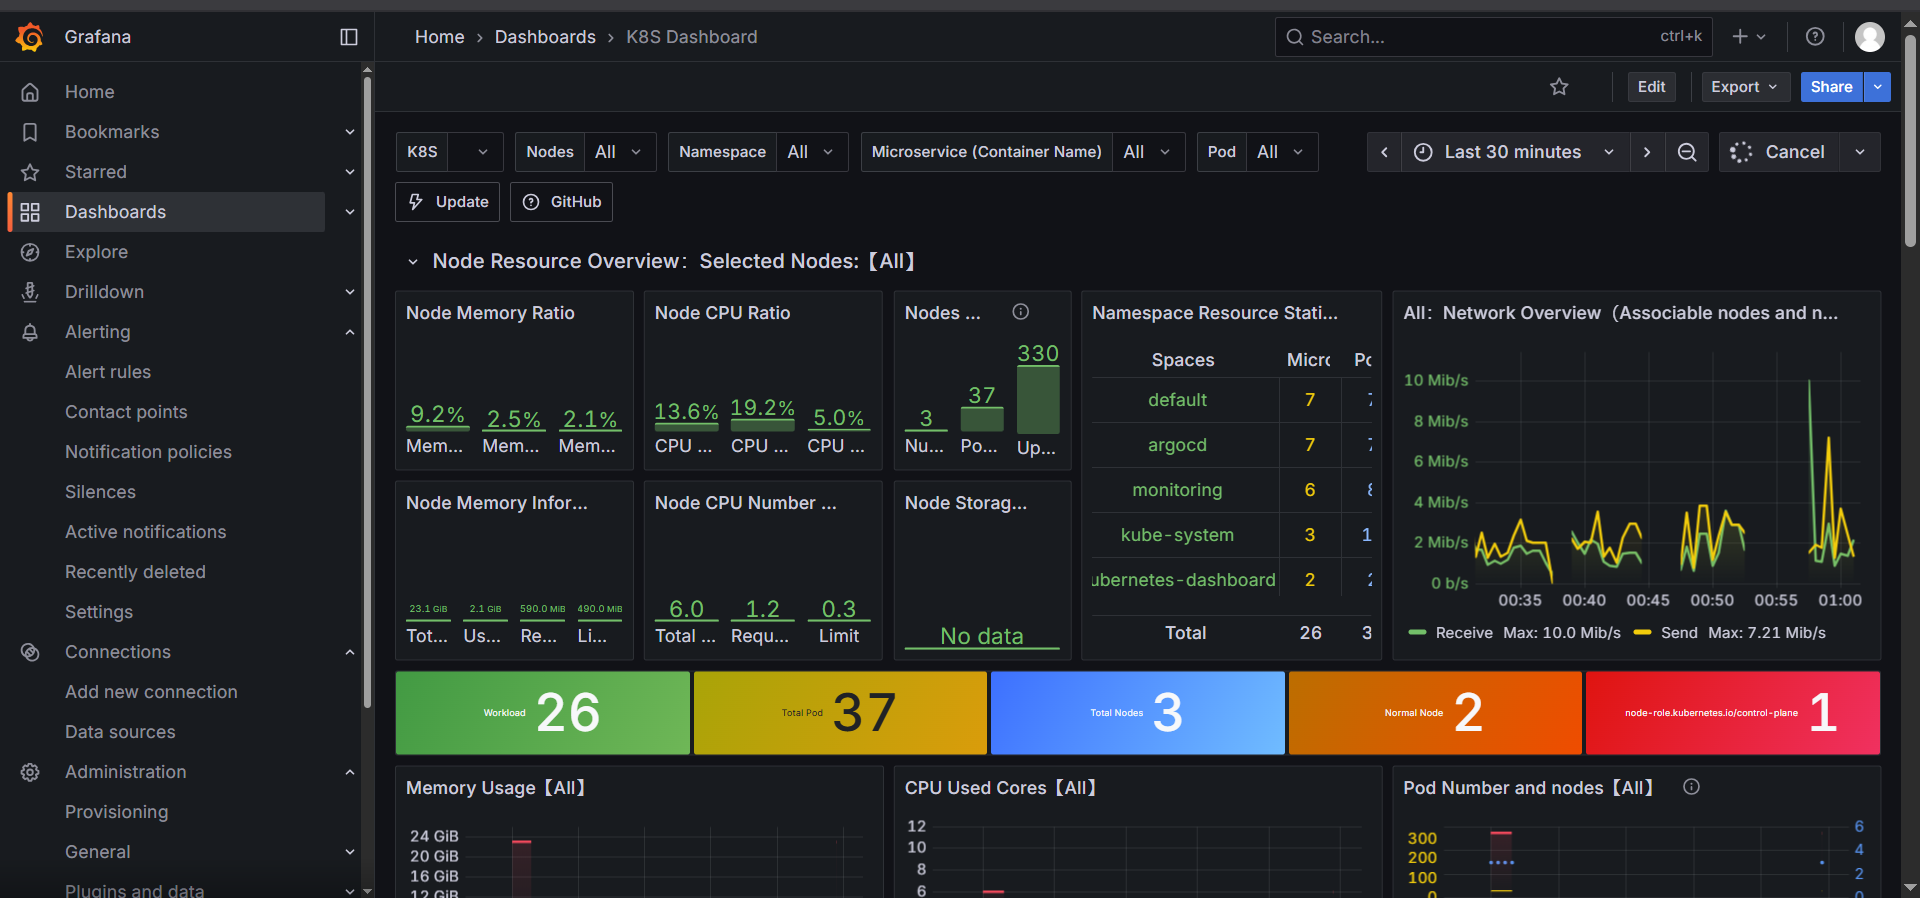 Grafana
Home › Dashboards › K8S Dashboard
Search...
ctrl+k
Home
Bookmarks
Starred
Dashboards
Explore
Drilldown
Alerting
Alert rules
Contact points
Notification policies
Silences
Active notifications
Recently deleted
Settings
Connections
Add new connection
Data sources
Administration
Provisioning
General
Plugins and data
Edit
Export
Share
K8S
Nodes All
Namespace All
Microservice (Container Name) All
Pod All
Last 30 minutes
Cancel
Update
GitHub
Node Resource Overview：Selected Nodes:【All】
Node Memory Ratio
9.2% 2.5% 2.1%
Mem... Mem... Mem...
Node CPU Ratio
13.6% 19.2% 5.0%
CPU ... CPU ... CPU ...
Nodes ...
3 37 330
Nu... Po... Up...
Namespace Resource Stati...
Spaces Micro Po
default 7 7
argocd 7 7
monitoring 6 8
kube-system 3 1
ubernetes-dashboard 2 2
Total 26 3
All：Network Overview（Associable nodes and n...
10 Mib/s
8 Mib/s
6 Mib/s
4 Mib/s
2 Mib/s
0 b/s
00:35 00:40 00:45 00:50 00:55 01:00
Receive Max: 10.0 Mib/s Send Max: 7.21 Mib/s
Node Memory Infor...
23.1 GiB 2.1 GiB 590.0 MiB 490.0 MiB
Tot... Us... Re... Li...
Node CPU Number ...
6.0 1.2 0.3
Total ... Requ... Limit
Node Storag...
No data
Workload 26
Total Pod 37
Total Nodes 3
Normal Node 2
node-role.kubernetes.io/control-plane 1
Memory Usage【All】
24 GiB
20 GiB
16 GiB
12 GiB
CPU Used Cores【All】
12
10
8
6
Pod Number and nodes【All】
300
200
100
0
6
4
2
0